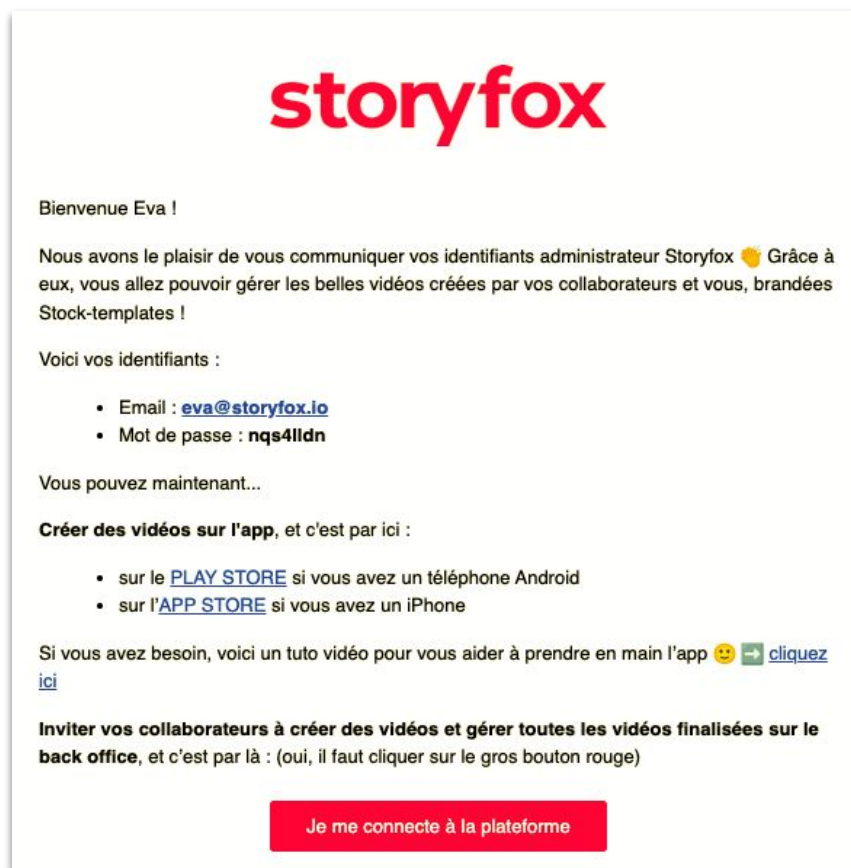 storyfox
Bienvenue Eva !
Nous avons le plaisir de vous communiquer vos identifiants administrateur Storyfox 👏 Grâce à
eux, vous allez pouvoir gérer les belles vidéos créées par vos collaborateurs et vous, brandées
Stock-templates !
Voici vos identifiants :
• Email : eva@storyfox.io
• Mot de passe : nqs4lldn
Vous pouvez maintenant...
Créer des vidéos sur l'app, et c'est par ici :
• sur le PLAY STORE si vous avez un téléphone Android
• sur l'APP STORE si vous avez un iPhone
Si vous avez besoin, voici un tuto vidéo pour vous aider à prendre en main l'app 🙂 ➡️ cliquez
ici
Inviter vos collaborateurs à créer des vidéos et gérer toutes les vidéos finalisées sur le
back office, et c'est par là : (oui, il faut cliquer sur le gros bouton rouge)
Je me connecte à la plateforme